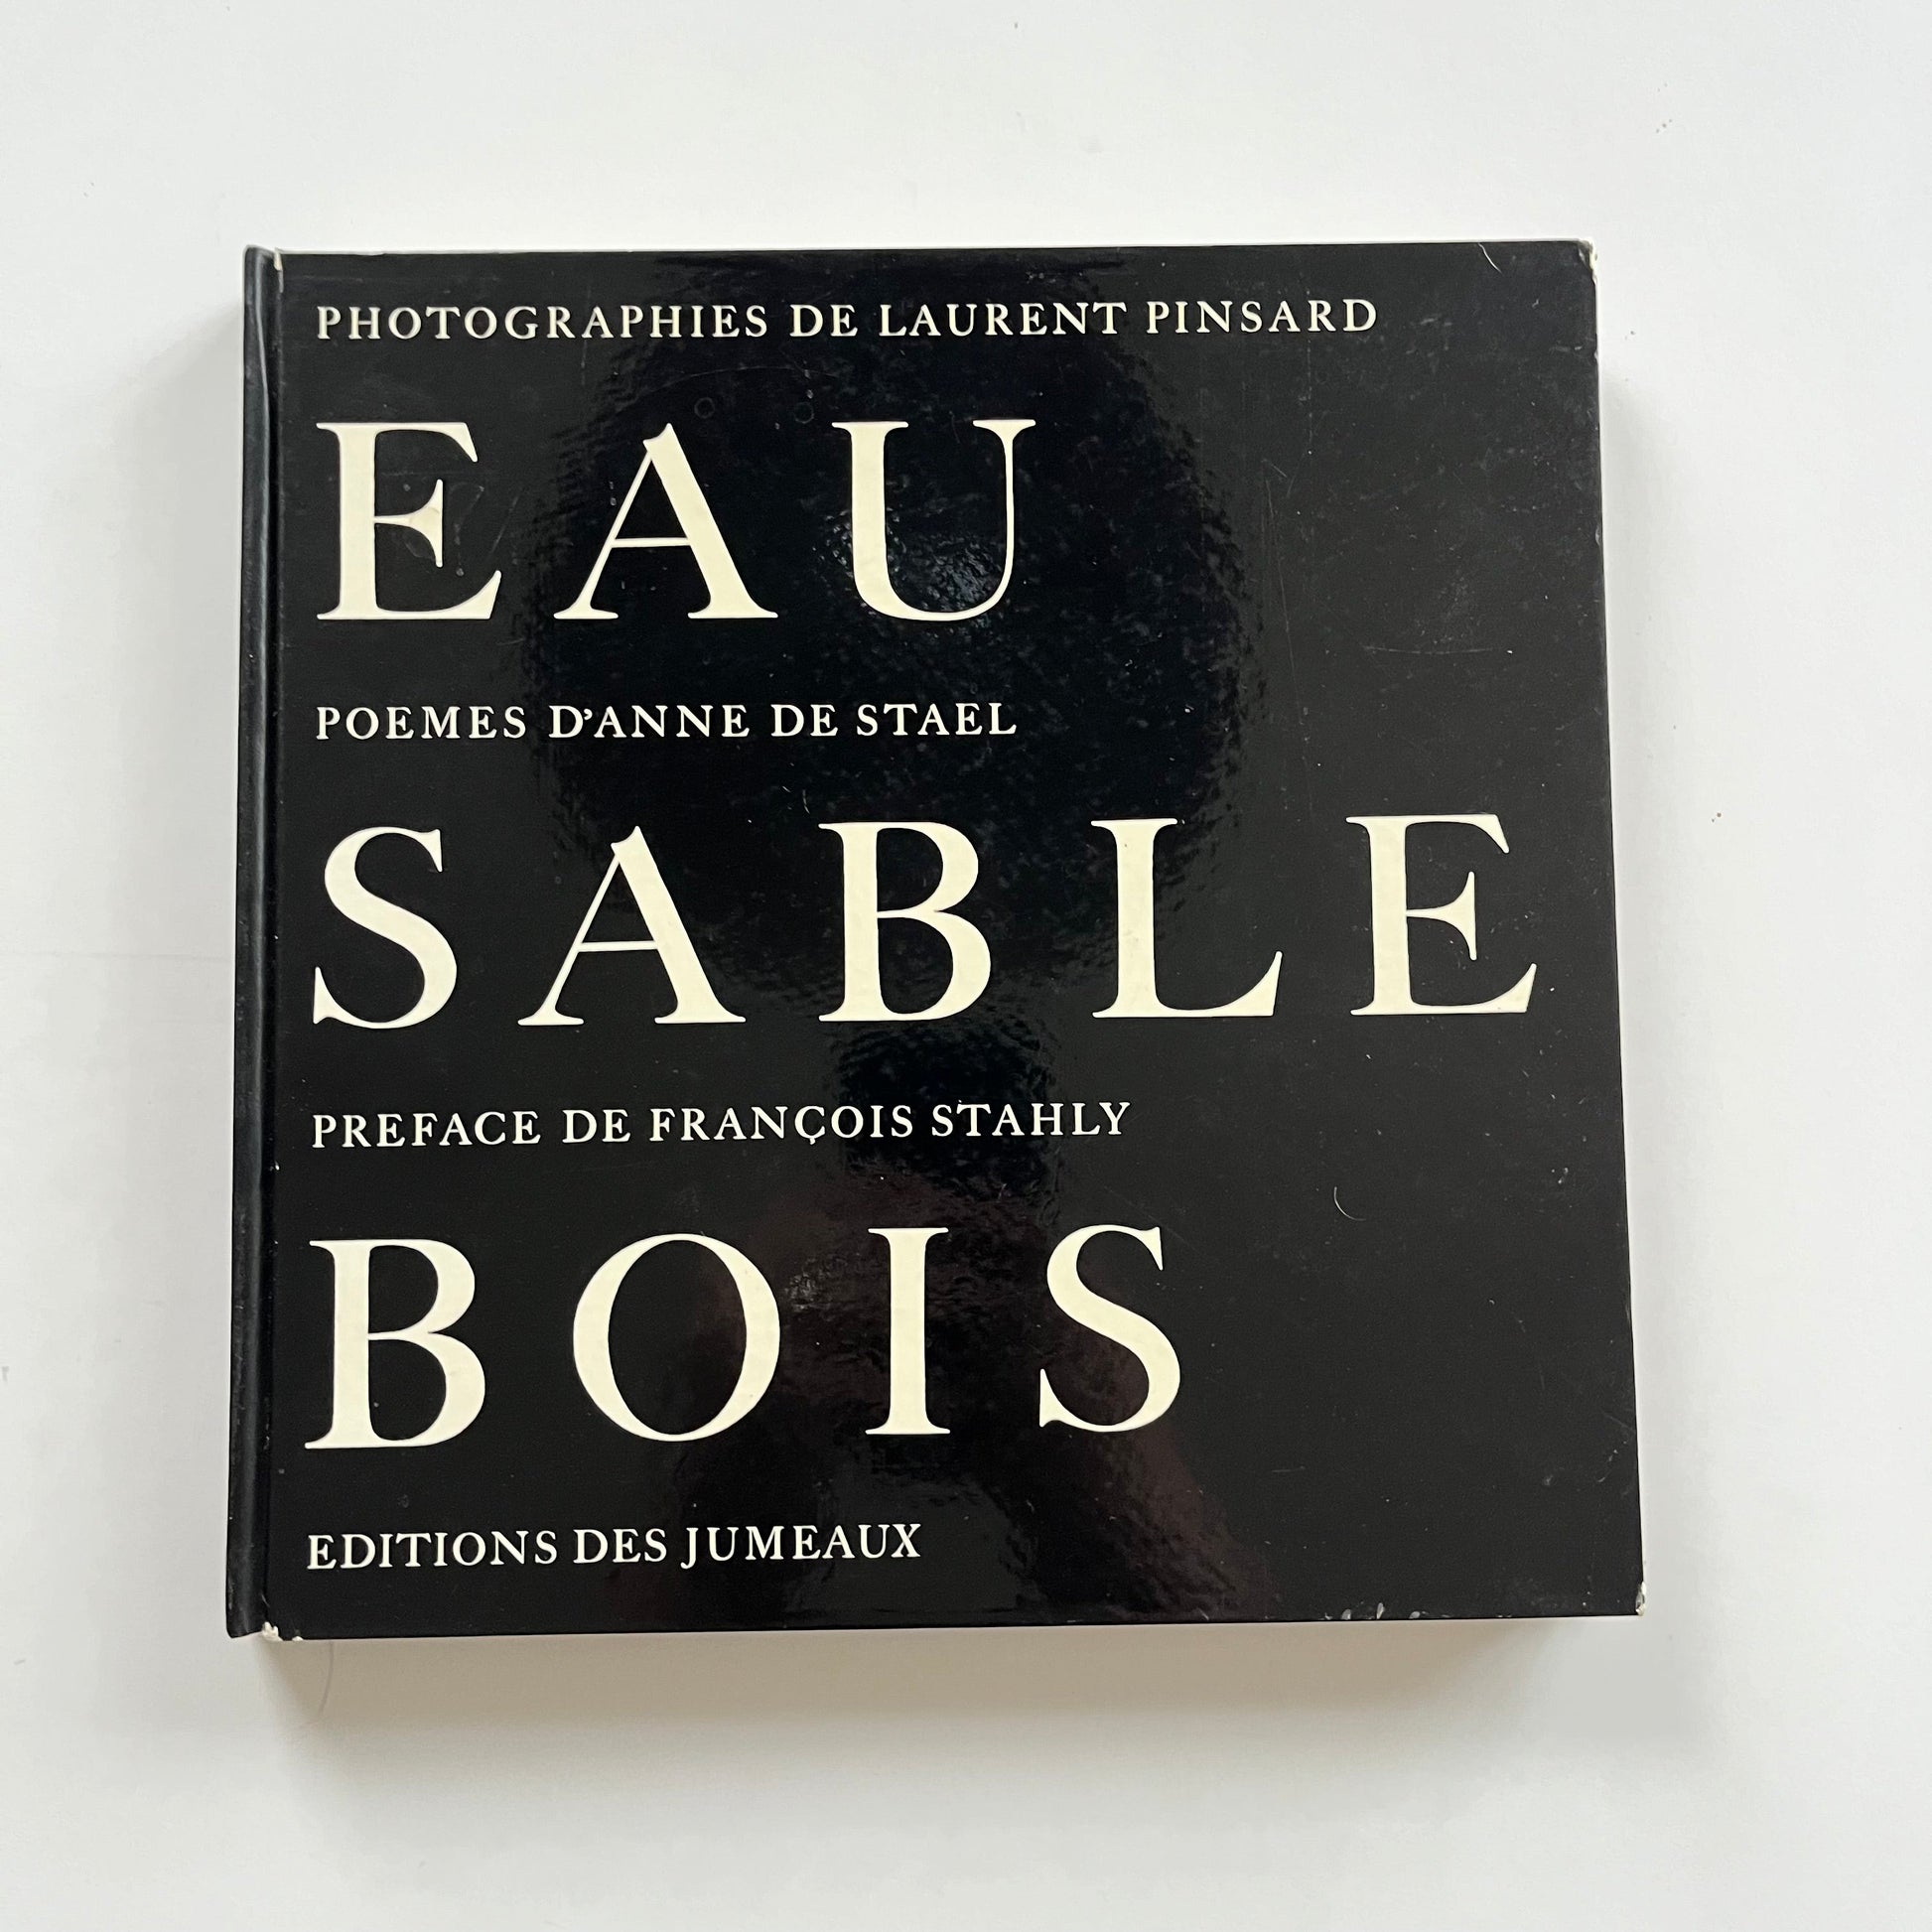 PHOTOGRAPHIES DE LAURENT PINSARD
EAU
POEMES D’ANNE DE STAEL
SABLE
PREFACE DE FRANÇOIS STAHLY
BOIS
EDITIONS DES JUMEAUX